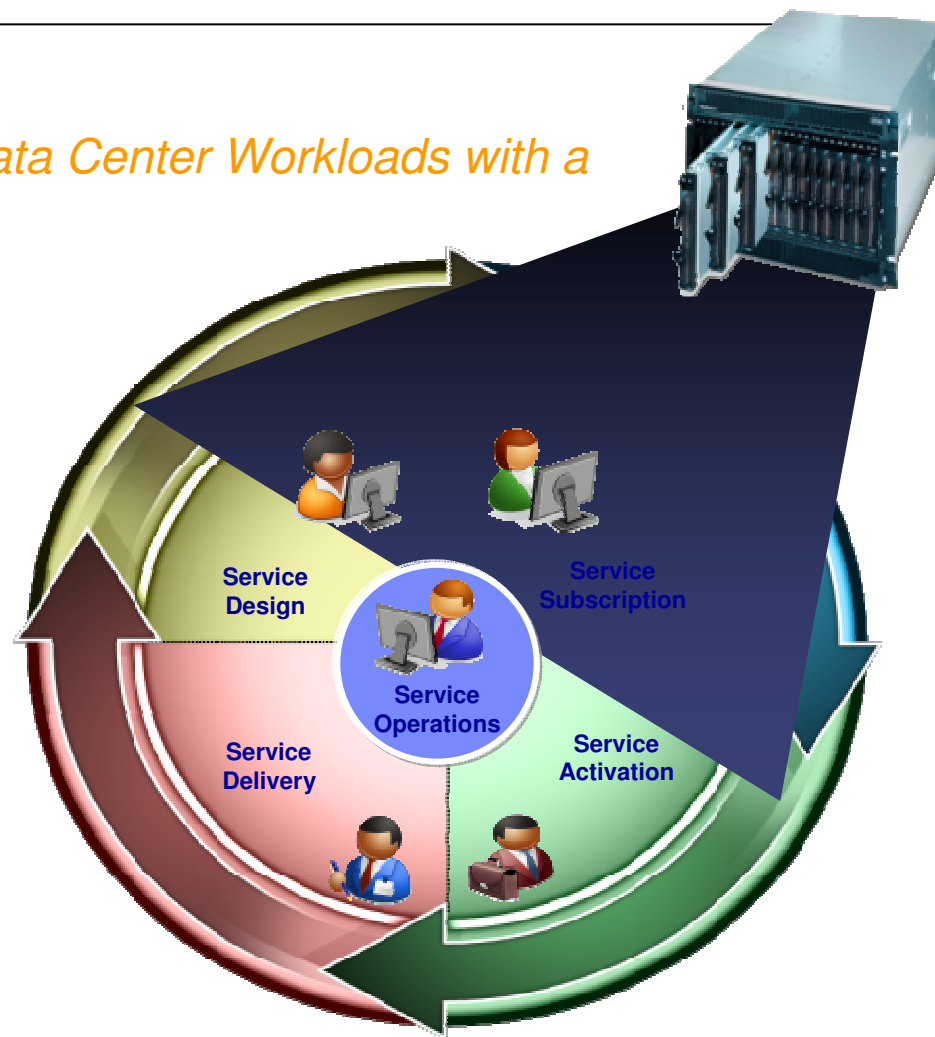 ata Center Workloads with a
Service
Design
Service
Subscription
Service
Operations
Service
Delivery
Service
Activation